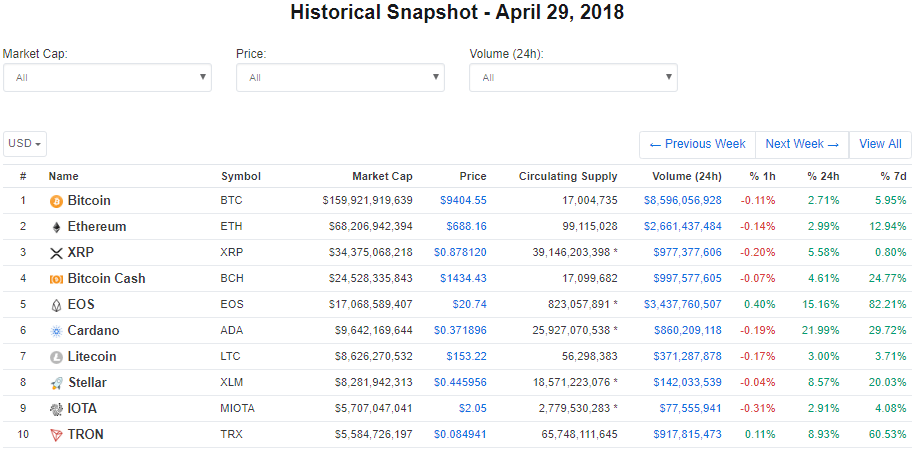 Historical Snapshot - April 29, 2018
Market Cap: Price: Volume (24h):
All All All
USD ← Previous Week Next Week → View All
# Name Symbol Market Cap Price Circulating Supply Volume (24h) % 1h % 24h % 7d
1 Bitcoin BTC $159,921,919,639 $9404.55 17,004,735 $8,596,056,928 -0.11% 2.71% 5.95%
2 Ethereum ETH $68,206,942,394 $688.16 99,115,028 $2,661,437,484 -0.14% 2.99% 12.94%
3 XRP XRP $34,375,068,218 $0.878120 39,146,203,398 * $977,377,606 -0.20% 5.58% 0.80%
4 Bitcoin Cash BCH $24,528,335,843 $1434.43 17,099,682 $997,577,605 -0.07% 4.61% 24.77%
5 EOS EOS $17,068,589,407 $20.74 823,057,891 * $3,437,760,507 0.40% 15.16% 82.21%
6 Cardano ADA $9,642,169,644 $0.371896 25,927,070,538 * $860,209,118 -0.19% 21.99% 29.72%
7 Litecoin LTC $8,626,270,532 $153.22 56,298,383 $371,287,878 -0.17% 3.00% 3.71%
8 Stellar XLM $8,281,942,313 $0.445956 18,571,223,076 * $142,033,539 -0.04% 8.57% 20.03%
9 IOTA MIOTA $5,707,047,041 $2.05 2,779,530,283 * $77,555,941 -0.31% 2.91% 4.08%
10 TRON TRX $5,584,726,197 $0.084941 65,748,111,645 $917,815,473 0.11% 8.93% 60.53%